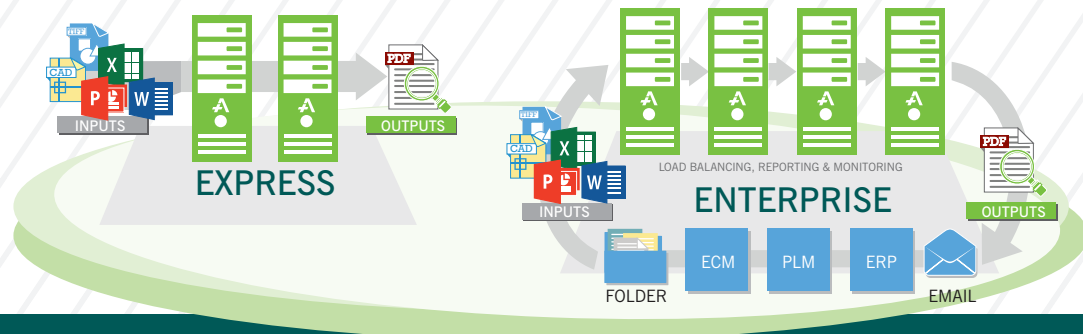 TIFF
CAD
X
P
W
INPUTS
PDF
OUTPUTS
EXPRESS
TIFF
CAD
X
P
W
INPUTS
LOAD BALANCING, REPORTING & MONITORING
ENTERPRISE
PDF
OUTPUTS
FOLDER
ECM
PLM
ERP
EMAIL